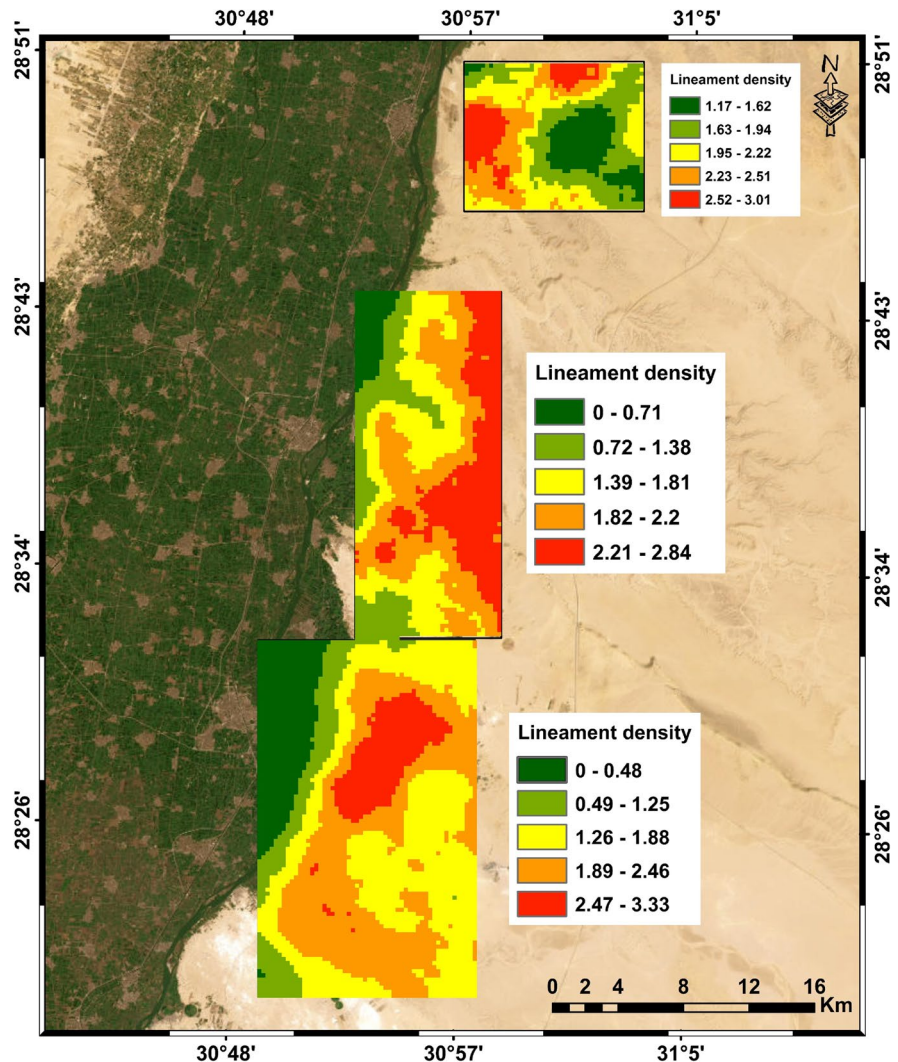 30°48' 30°57' 31°5'
28°51' 28°51'
N
Lineament density
1.17 - 1.62
1.63 - 1.94
1.95 - 2.22
2.23 - 2.51
2.52 - 3.01
28°43' 28°43'
Lineament density
0 - 0.71
0.72 - 1.38
1.39 - 1.81
1.82 - 2.2
2.21 - 2.84
28°34' 28°34'
Lineament density
0 - 0.48
0.49 - 1.25
1.26 - 1.88
1.89 - 2.46
2.47 - 3.33
28°26' 28°26'
0 2 4 8 12 16
Km
30°48' 30°57' 31°5'